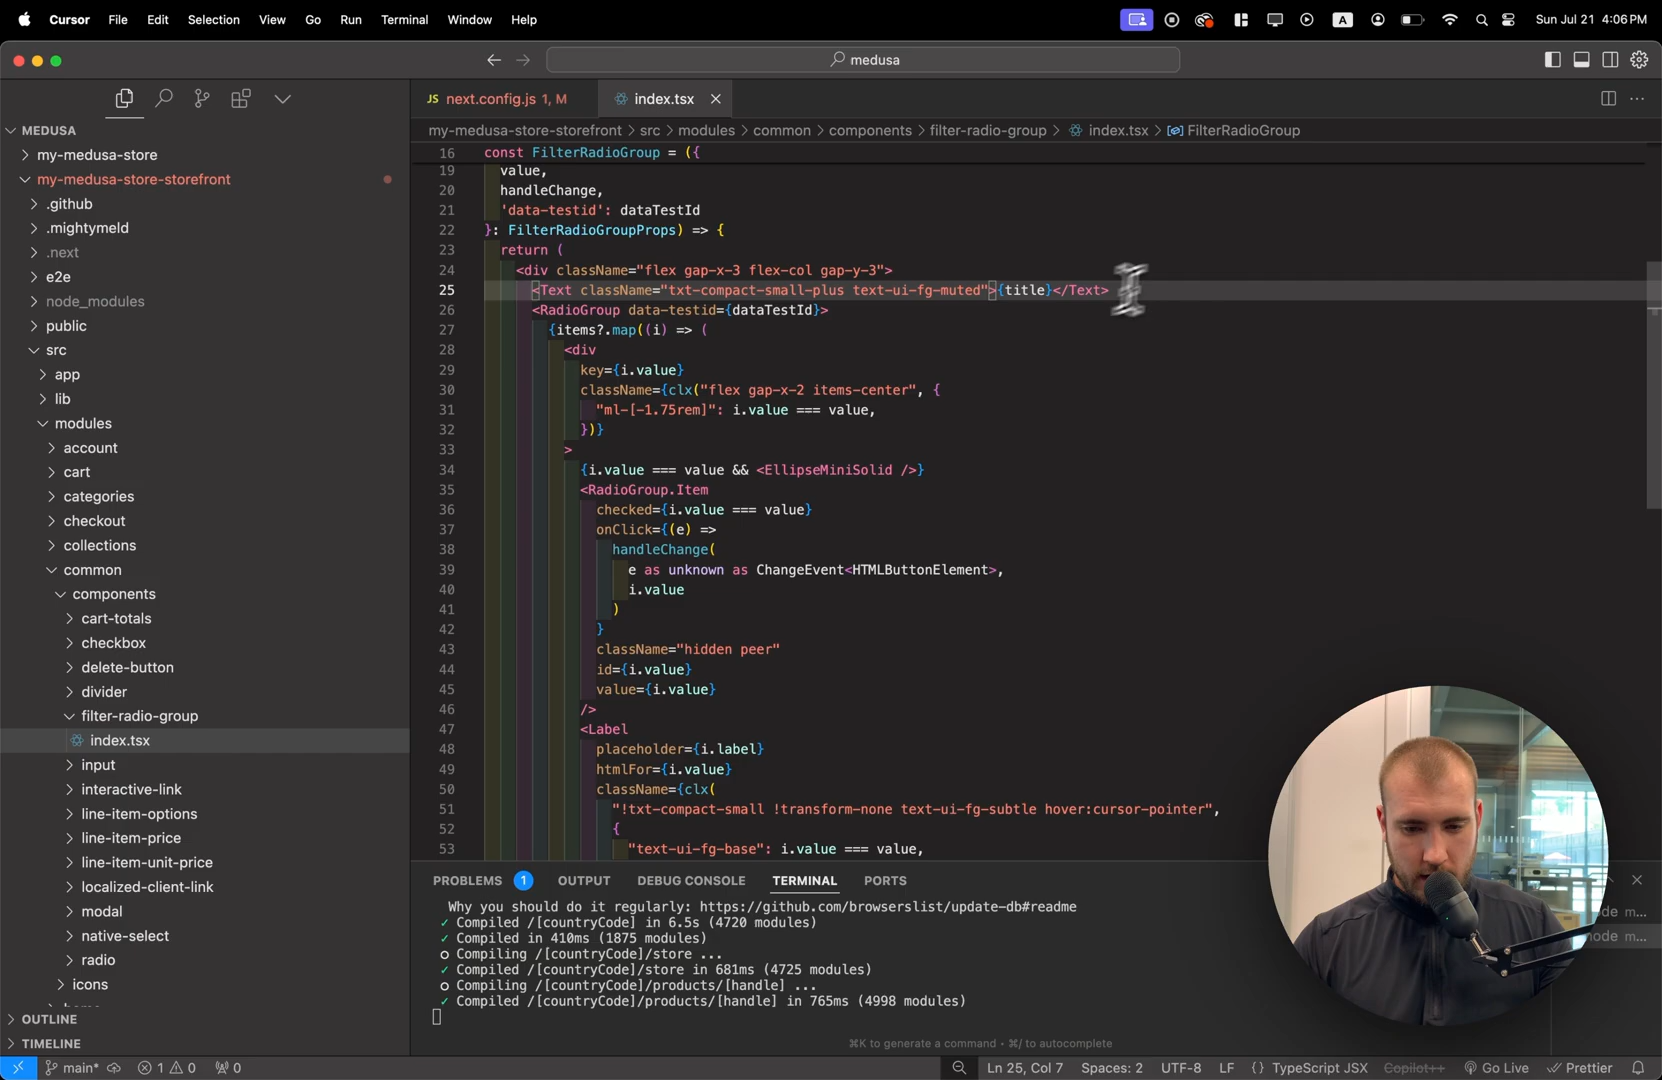 Cursor File Edit Selection View Go Run Terminal Window Help A Sun Jul 21 4:06 PM
medusa
JS next.config.js 1, M index.tsx
MEDUSA
my-medusa-store
my-medusa-store-storefront
.github
.mightymeld
.next
e2e
node_modules
public
src
app
lib
modules
account
cart
categories
checkout
collections
common
components
cart-totals
checkbox
delete-button
divider
filter-radio-group
index.tsx
input
interactive-link
line-item-options
line-item-price
line-item-unit-price
localized-client-link
modal
native-select
radio
icons
OUTLINE
TIMELINE
my-medusa-store-storefront > src > modules > common > components > filter-radio-group > index.tsx > FilterRadioGroup
16 const FilterRadioGroup = ({
19 value,
20 handleChange,
21 'data-testid': dataTestId
22 }: FilterRadioGroupProps) => {
23 return (
24 <div className="flex gap-x-3 flex-col gap-y-3">
25 <Text className="txt-compact-small-plus text-ui-fg-muted">{title}</Text>
26 <RadioGroup data-testid={dataTestId}>
27 {items?.map((i) => (
28 <div
29 key={i.value}
30 className={clx("flex gap-x-2 items-center", {
31 "ml-[-1.75rem]": i.value === value,
32 })}
33 >
34 {i.value === value && <EllipseMiniSolid />}
35 <RadioGroup.Item
36 checked={i.value === value}
37 onClick={(e) =>
38 handleChange(
39 e as unknown as ChangeEvent<HTMLButtonElement>,
40 i.value
41 )
42 }
43 className="hidden peer"
44 id={i.value}
45 value={i.value}
46 />
47 <Label
48 placeholder={i.label}
49 htmlFor={i.value}
50 className={clx(
51 "!txt-compact-small !transform-none text-ui-fg-subtle hover:cursor-pointer",
52 {
53 "text-ui-fg-base": i.value === value,
PROBLEMS 1 OUTPUT DEBUG CONSOLE TERMINAL PORTS
Why you should do it regularly: https://github.com/browserslist/update-db#readme
✓ Compiled /[countryCode] in 6.5s (4720 modules)
✓ Compiled in 410ms (1875 modules)
○ Compiling /[countryCode]/store ...
✓ Compiled /[countryCode]/store in 681ms (4725 modules)
○ Compiling /[countryCode]/products/[handle] ...
✓ Compiled /[countryCode]/products/[handle] in 765ms (4998 modules)
⌘K to generate a command • ⌘/ to autocomplete
main* 1 0 0 Ln 25, Col 7 Spaces: 2 UTF-8 LF {} TypeScript JSX Copilot++ Go Live Prettier